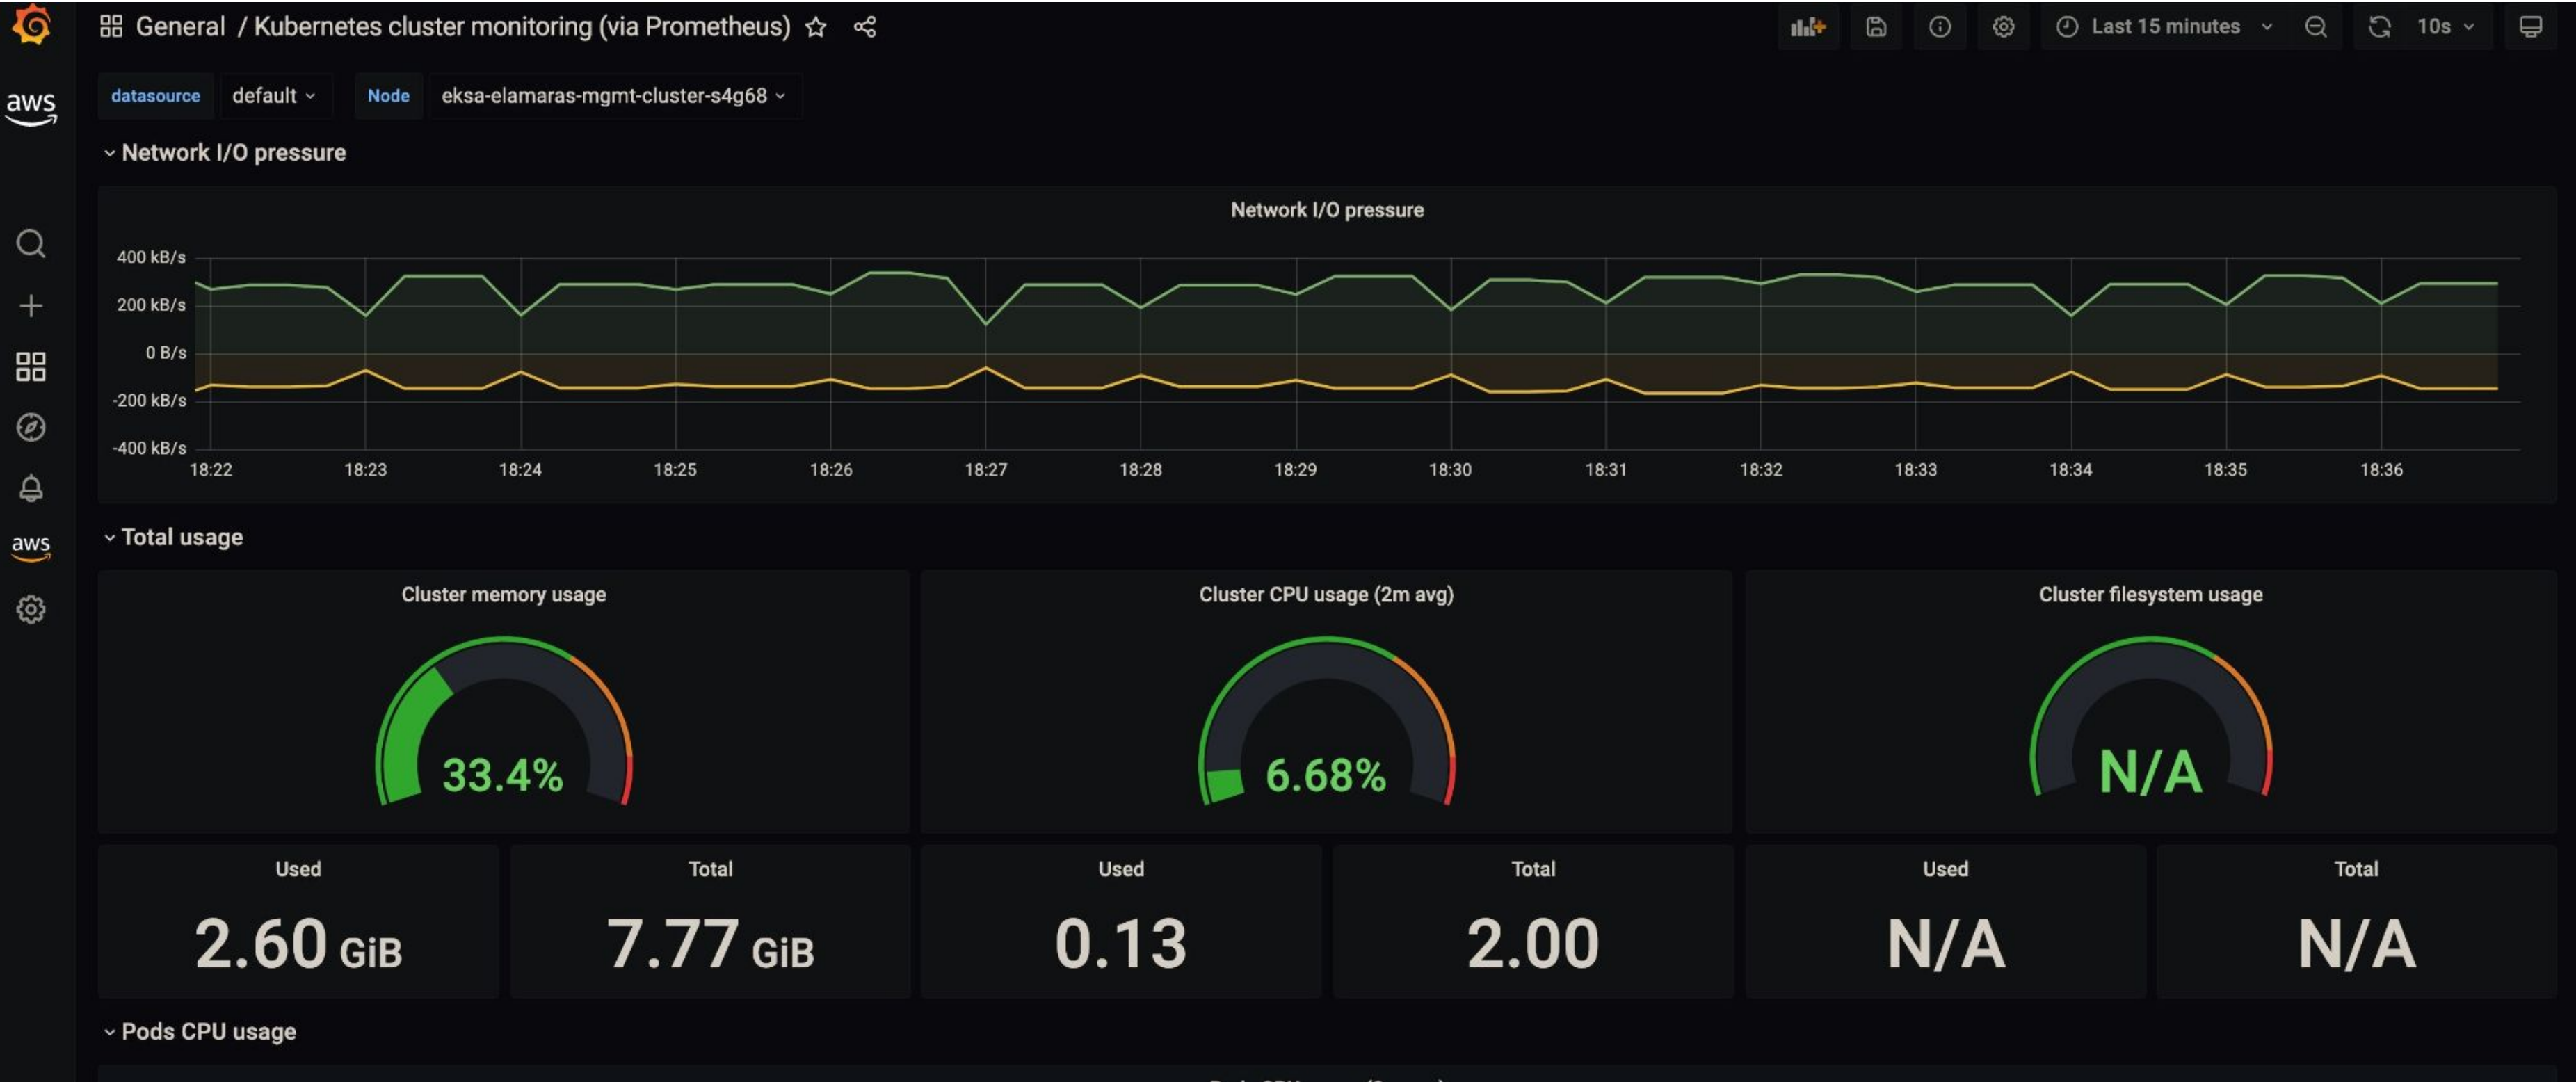 General / Kubernetes cluster monitoring (via Prometheus)
Last 15 minutes
10s
aws
datasource
default
Node
eksa-elamaras-mgmt-cluster-s4g68
Network I/O pressure
Network I/O pressure
400 kB/s
200 kB/s
0 B/s
-200 kB/s
-400 kB/s
18:22 18:23 18:24 18:25 18:26 18:27 18:28 18:29 18:30 18:31 18:32 18:33 18:34 18:35 18:36
aws
Total usage
Cluster memory usage
33.4%
Cluster CPU usage (2m avg)
6.68%
Cluster filesystem usage
N/A
Used
2.60 GiB
Total
7.77 GiB
Used
0.13
Total
2.00
Used
N/A
Total
N/A
Pods CPU usage